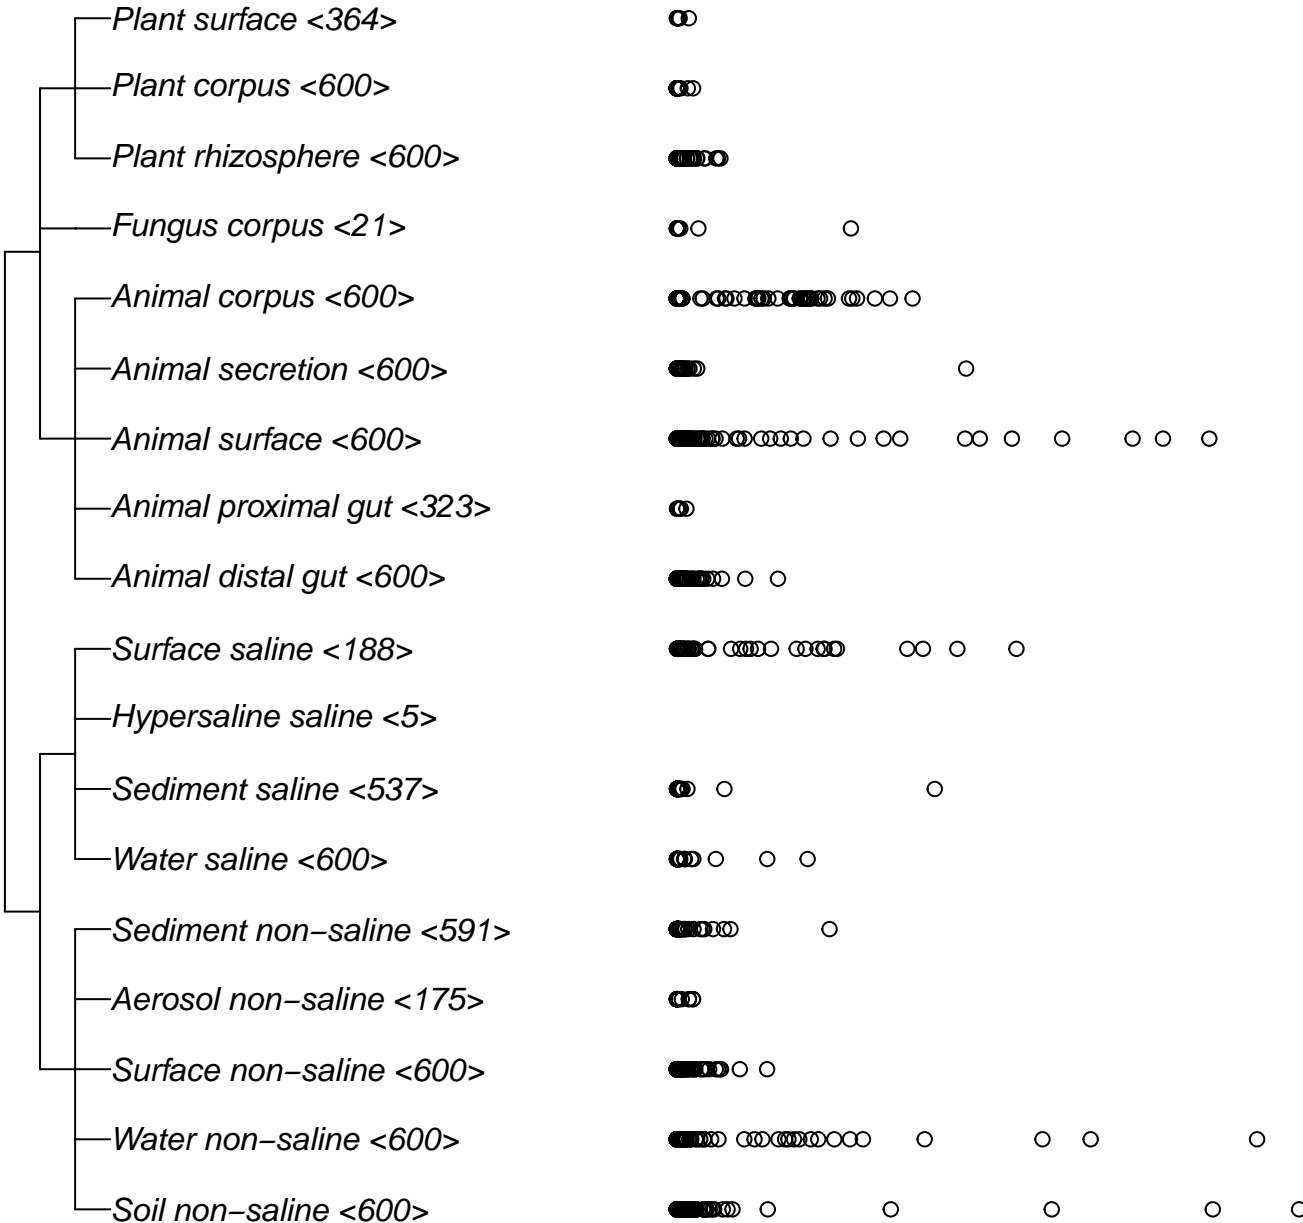 Plant surface <364>
Plant corpus <600>
Plant rhizosphere <600>
Fungus corpus <21>
Animal corpus <600>
Animal secretion <600>
Animal surface <600>
Animal proximal gut <323>
Animal distal gut <600>
Surface saline <188>
Hypersaline saline <5>
Sediment saline <537>
Water saline <600>
Sediment non−saline <591>
Aerosol non−saline <175>
Surface non−saline <600>
Water non−saline <600>
Soil non−saline <600>